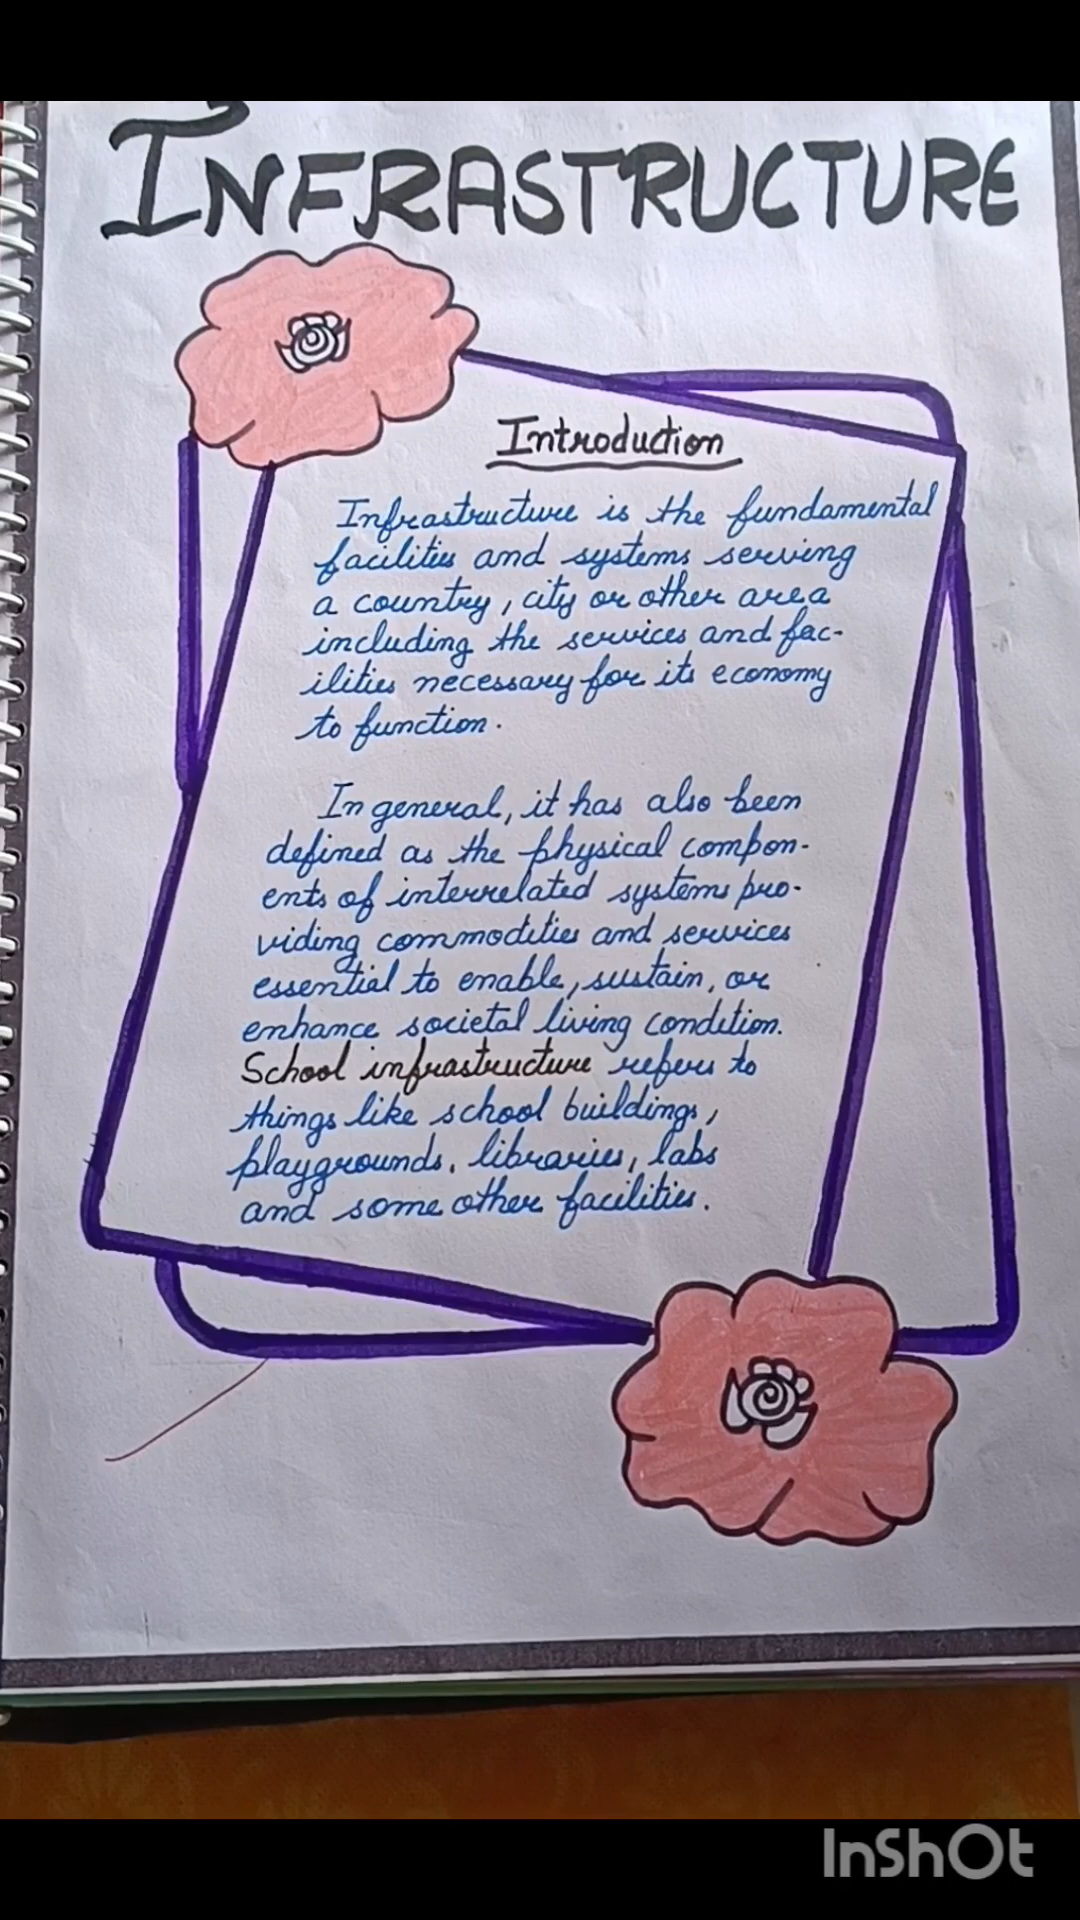 INFRASTRUCTURE
Introduction
Infrastructure is the fundamental
facilities and systems serving
a country, city or other area
including the services and fac-
ilities necessary for its economy
to function.
In general, it has also been
defined as the physical compon-
ents of interrelated systems pro-
viding commodities and services
essential to enable, sustain, or
enhance societal living condition.
School infrastructure refers to
things like school buildings,
playgrounds, libraries, labs
and some other facilities.
InShOt